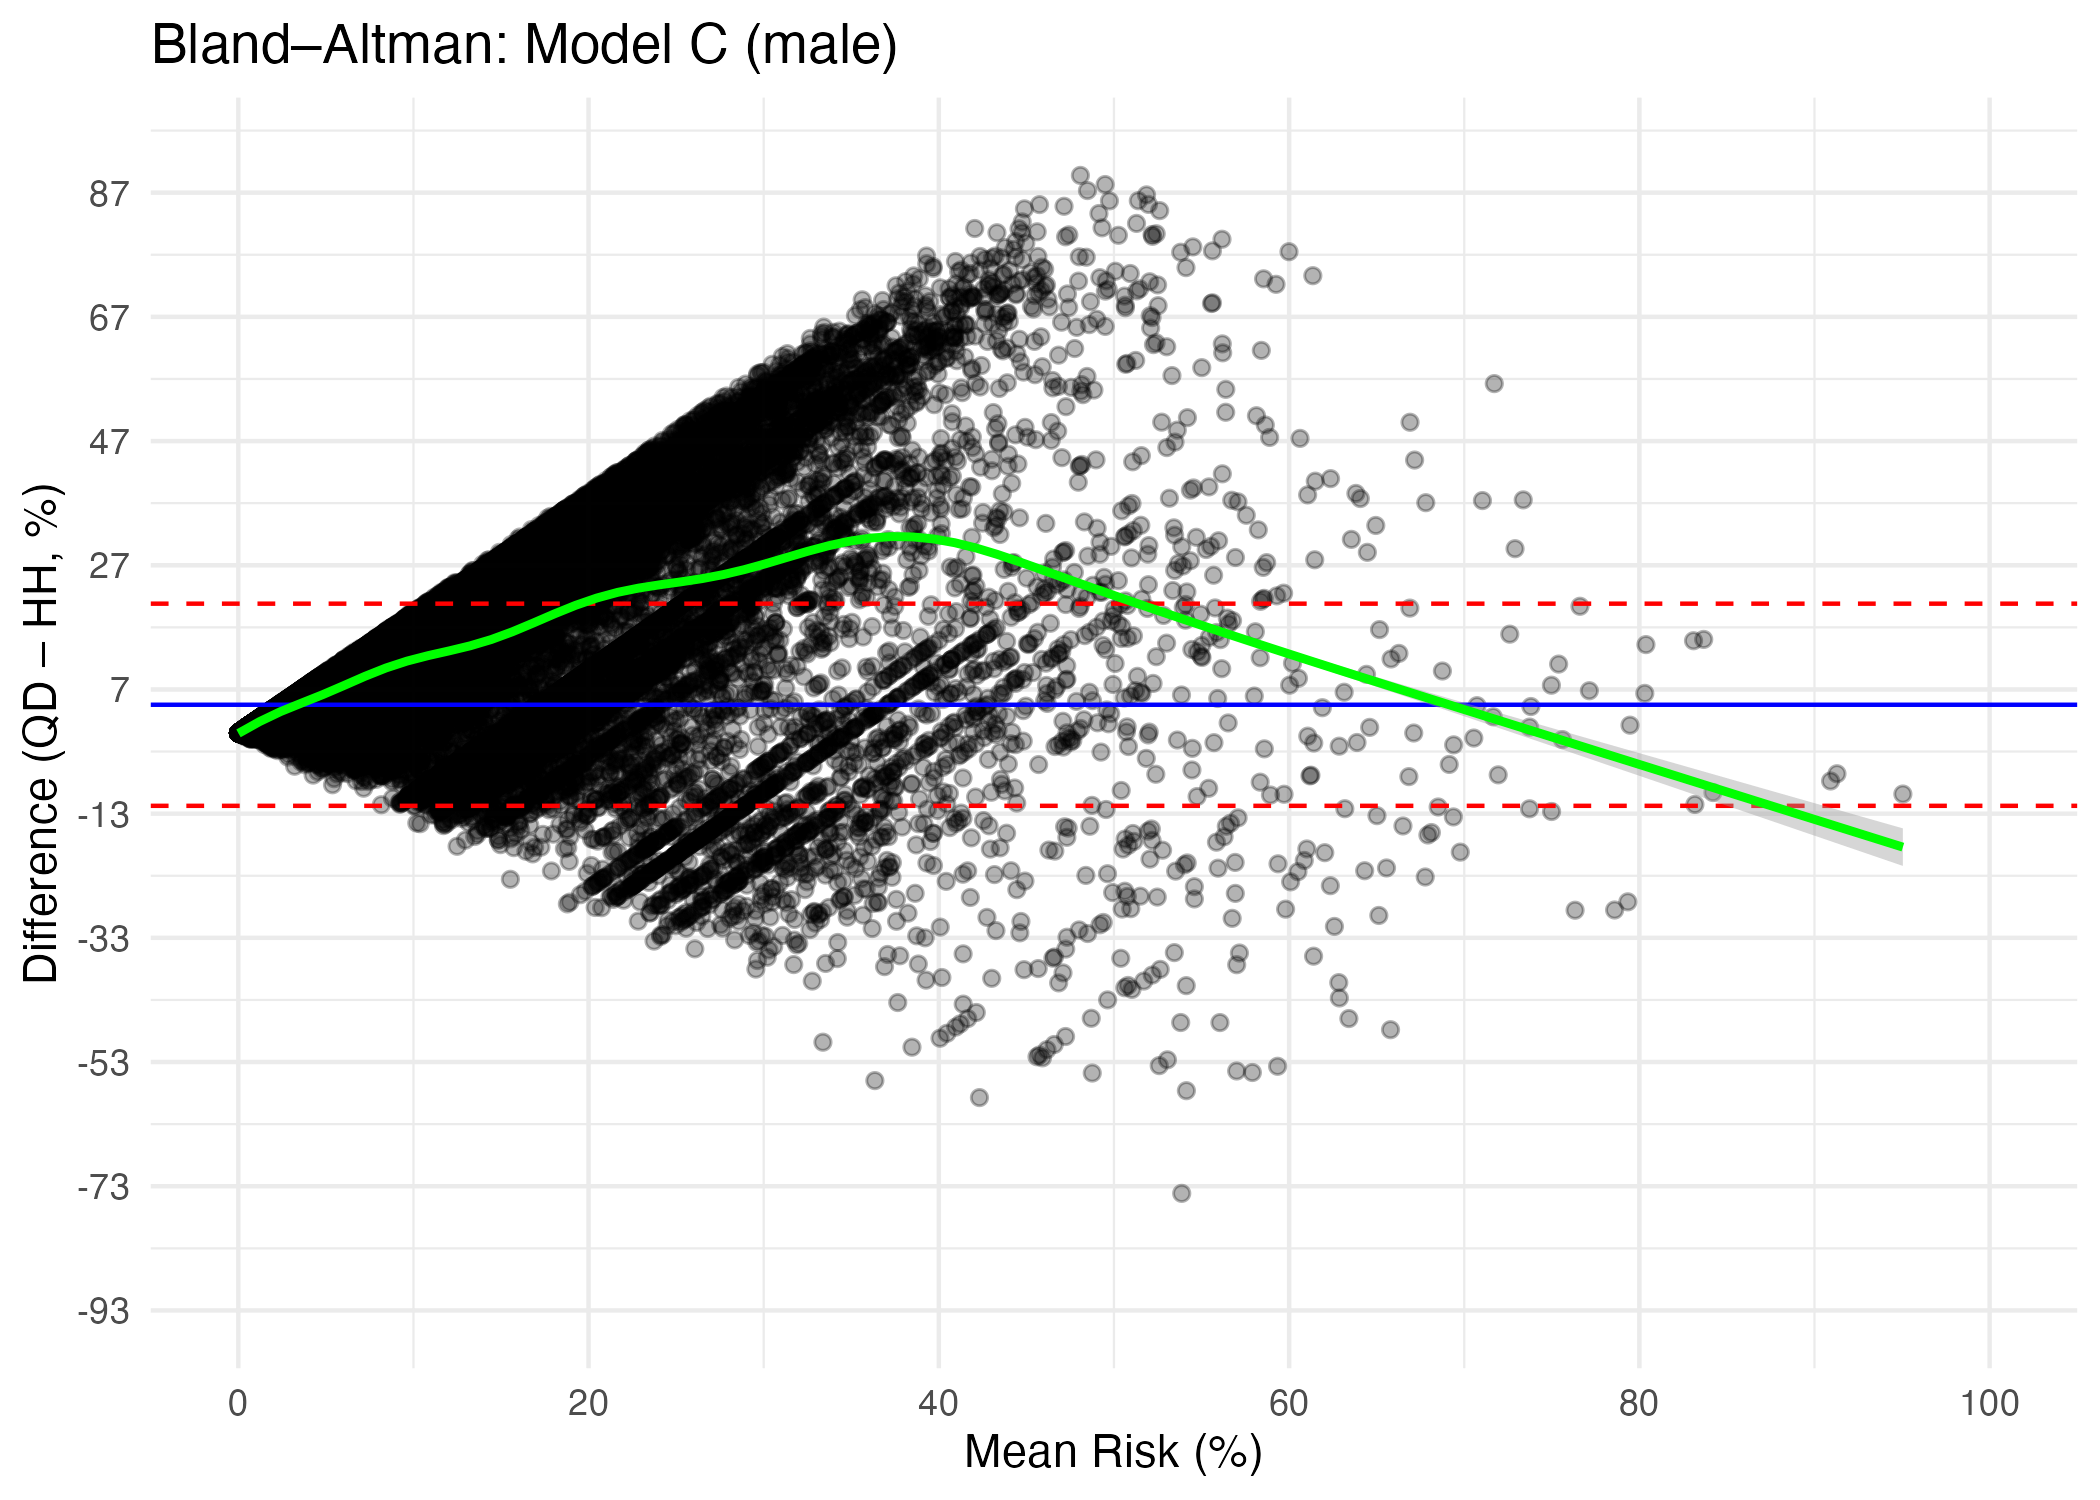 Bland–Altman: Model C (male)
Difference (QD – HH, %)
87
67
47
27
7
-13
-33
-53
-73
-93
0 20 40 60 80 100
Mean Risk (%)